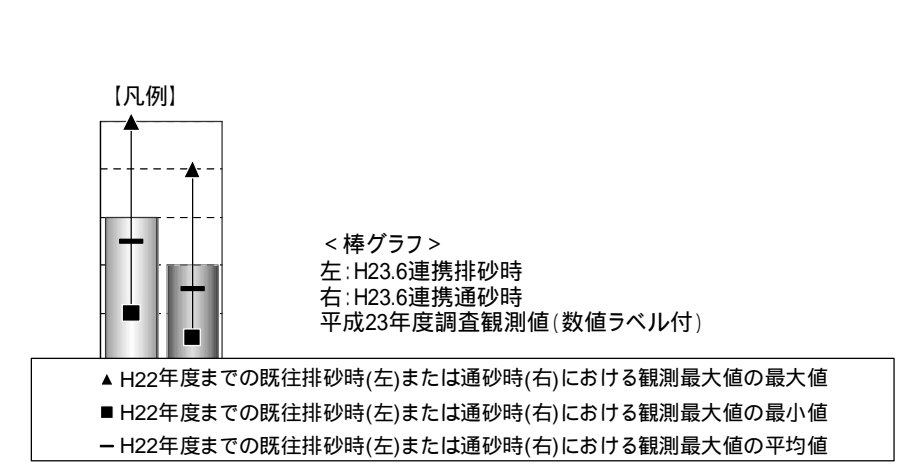 【凡例】
＜棒グラフ＞
左:H23.6連携排砂時
右:H23.6連携通砂時
平成23年度調査観測値(数値ラベル付)
▲ H22年度までの既往排砂時(左)または通砂時(右)における観測最大値の最大値
■ H22年度までの既往排砂時(左)または通砂時(右)における観測最大値の最小値
ー H22年度までの既往排砂時(左)または通砂時(右)における観測最大値の平均値